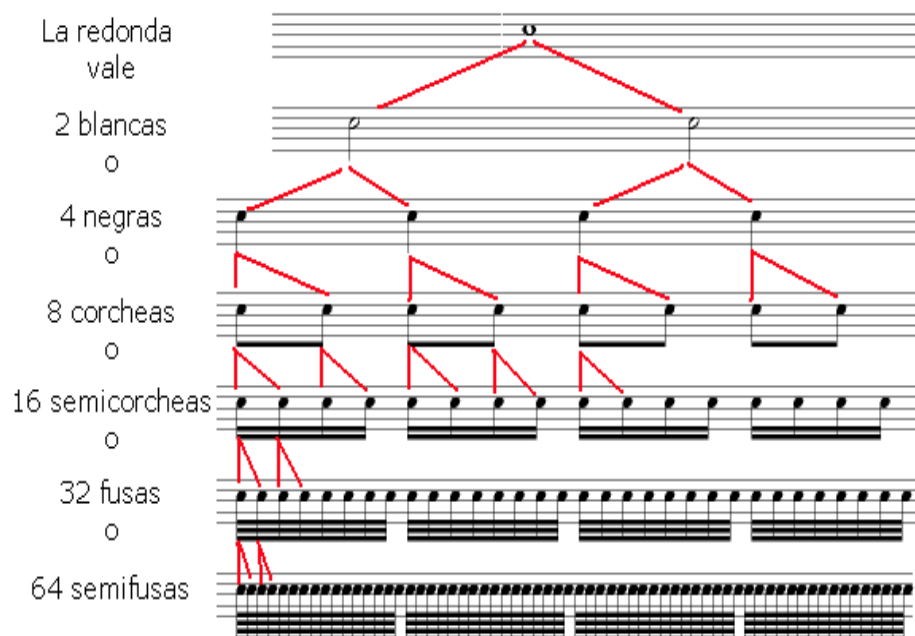 La redonda
vale
2 blancas
o
4 negras
o
8 corcheas
o
16 semicorcheas
o
32 fusas
o
64 semifusas